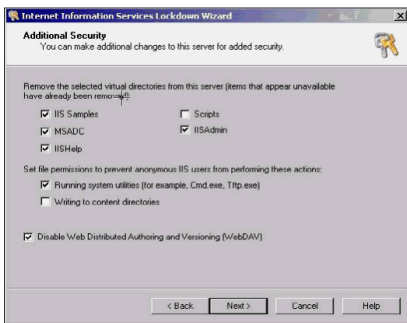 Internet Information Services Lockdown Wizard
Additional Security
You can make additional changes to this server for added security.
Remove the selected virtual directories from this server (items that appear unavailable
have already been
IIS Samples
Scripts
MSADC
IISAdmin
IISHelp
Set file permissions to prevent anonymous IIS users from performing these actions:
Running system utilities (for example, Cmd.exe, Tftp.exe)
Writing to content directories
Disable Web Distributed Authoring and Versioning (WebDAV)
< Back Next > Cancel Help